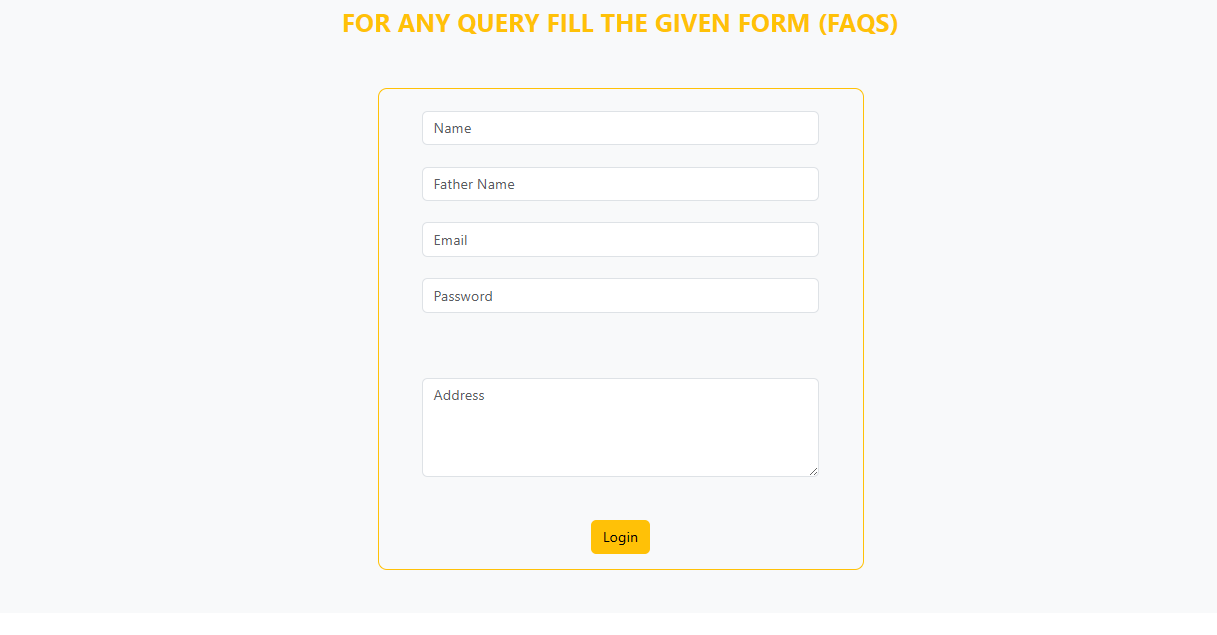 FOR ANY QUERY FILL THE GIVEN FORM (FAQS)
Name
Father Name
Email
Password
Address
Login